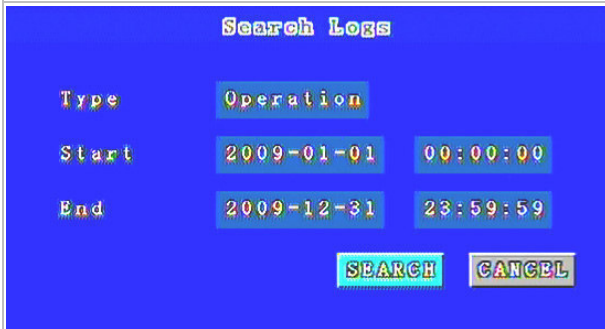 Search Logs
Type Operation
Start 2009-01-01 00:00:00
End 2009-12-31 23:59:59
SEARCH CANCEL